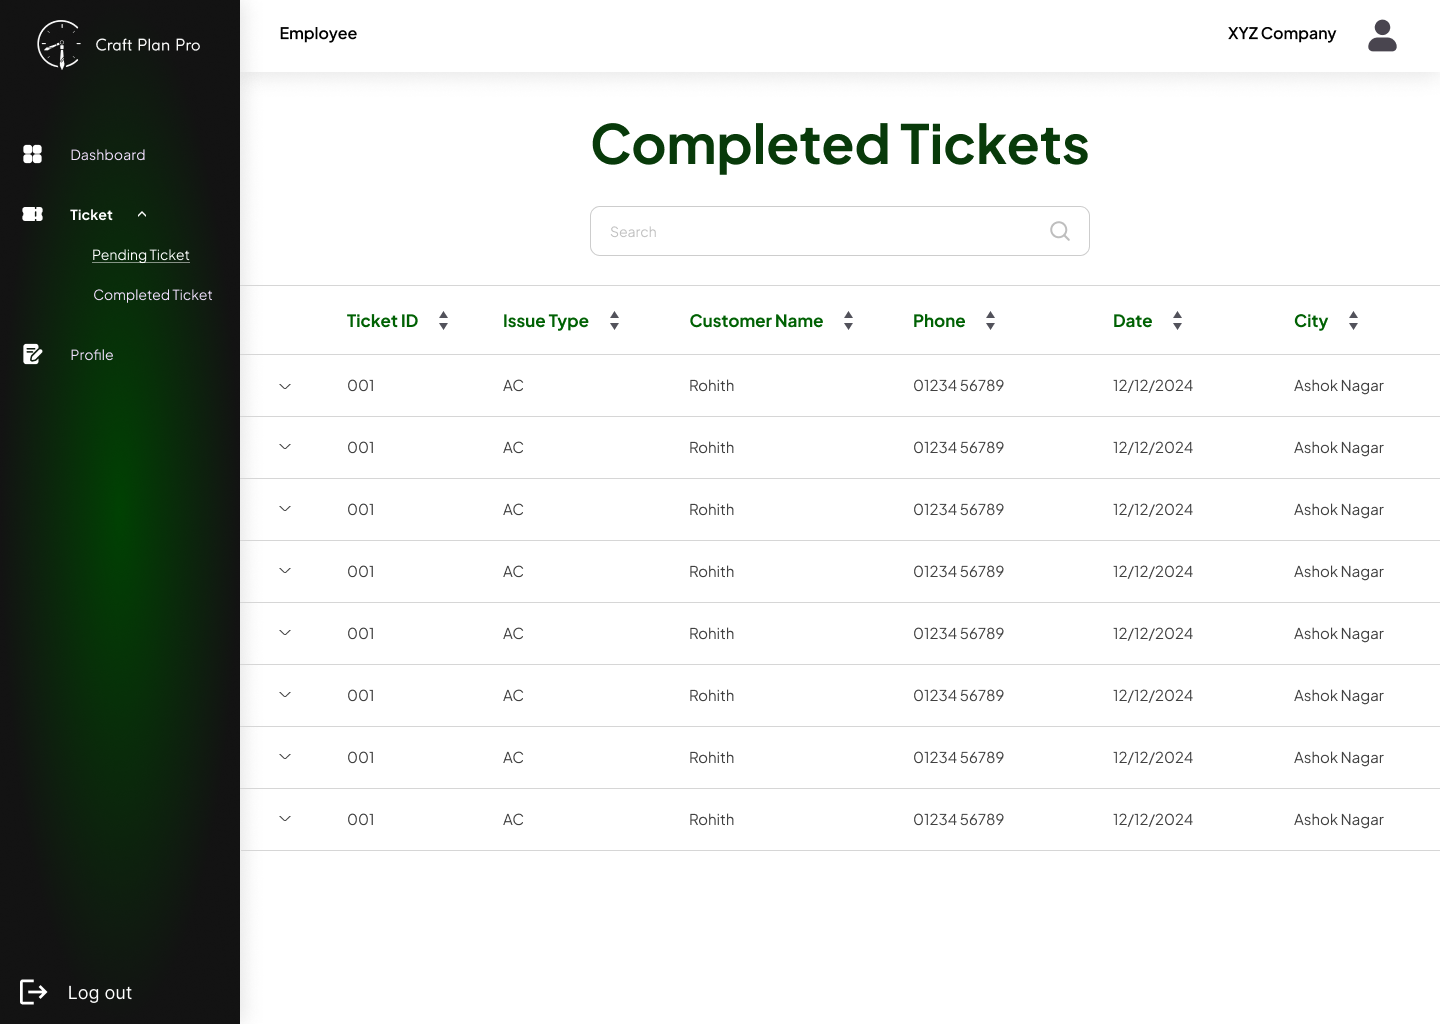 Craft Plan Pro
Employee
XYZ Company
Dashboard
Ticket
Pending Ticket
Completed Ticket
Profile
Log out
Completed Tickets
Search
Ticket ID Issue Type Customer Name Phone Date City
001 AC Rohith 01234 56789 12/12/2024 Ashok Nagar
001 AC Rohith 01234 56789 12/12/2024 Ashok Nagar
001 AC Rohith 01234 56789 12/12/2024 Ashok Nagar
001 AC Rohith 01234 56789 12/12/2024 Ashok Nagar
001 AC Rohith 01234 56789 12/12/2024 Ashok Nagar
001 AC Rohith 01234 56789 12/12/2024 Ashok Nagar
001 AC Rohith 01234 56789 12/12/2024 Ashok Nagar
001 AC Rohith 01234 56789 12/12/2024 Ashok Nagar